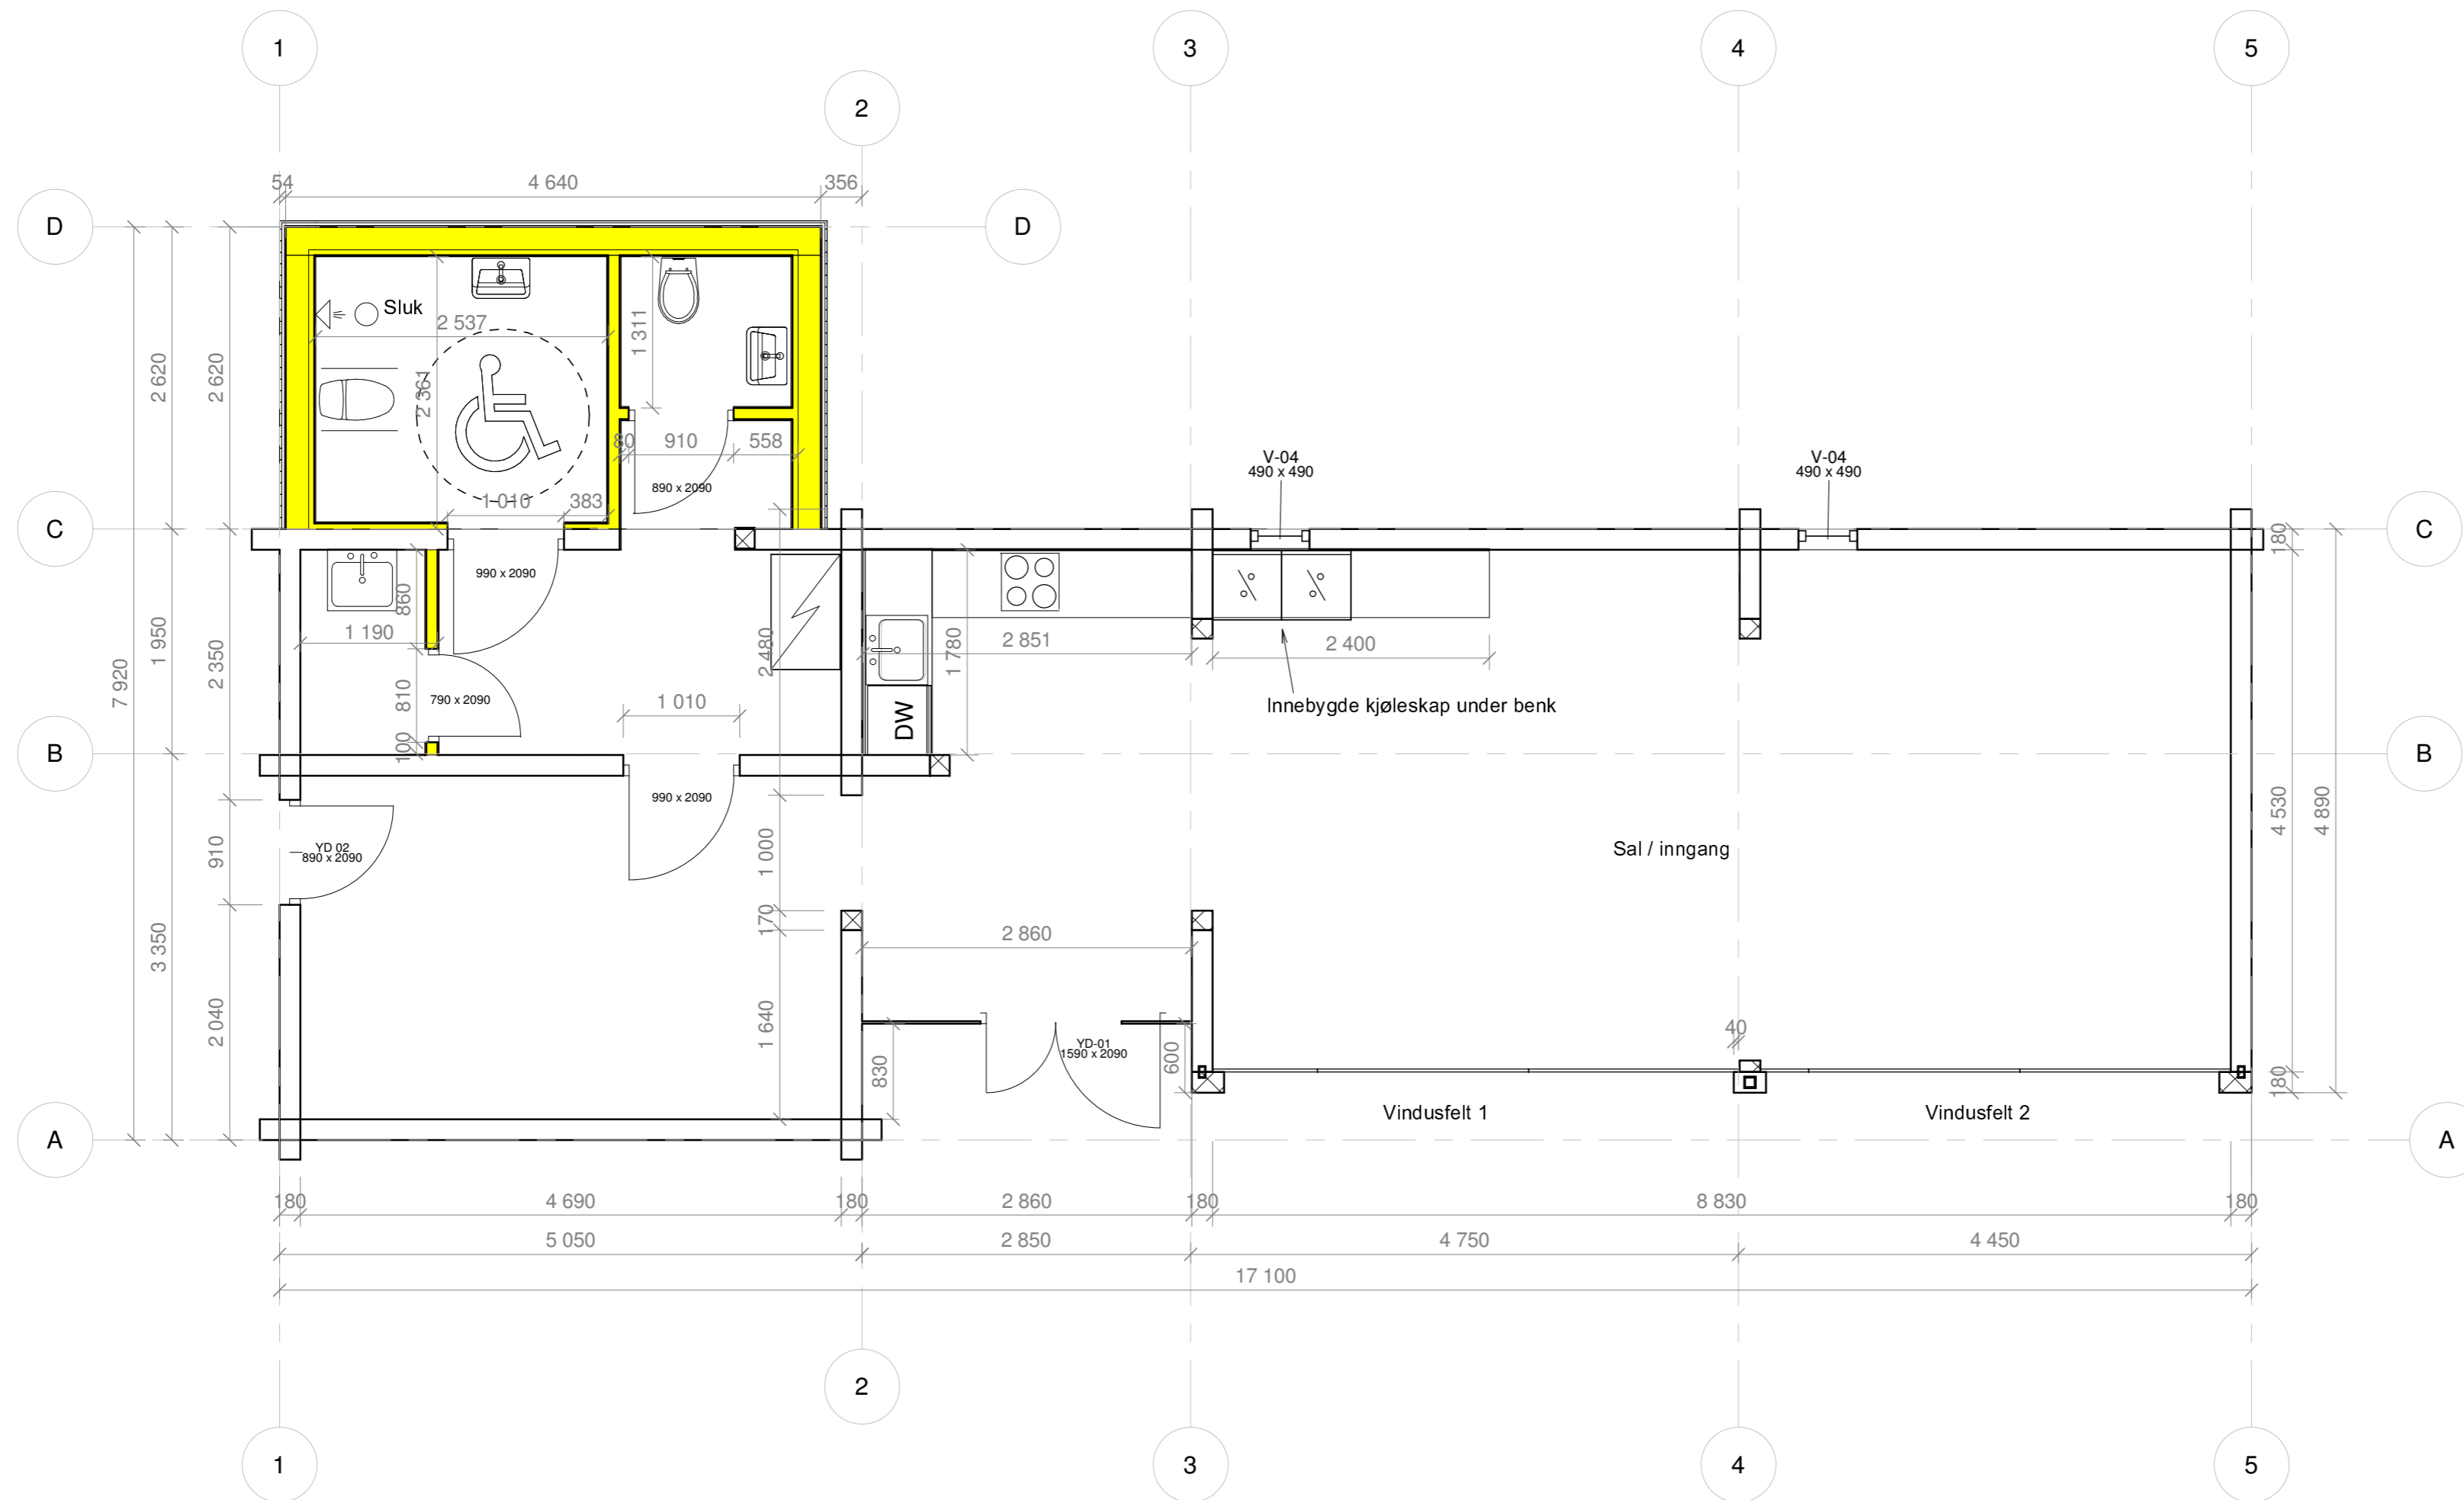 1
3
4
5
2
54
4 640
356
D
D
Sluk
2 537
1 311
2 620
2 620
2 361
80
910
558
V-04
490 x 490
V-04
490 x 490
890 x 2090
1 010
383
C
C
180
990 x 2090
860
1 190
1 950
2 350
2 480
1 780
2 851
2 400
7 920
810
790 x 2090
1 010
Innebygde kjøleskap under benk
DW
100
B
B
990 x 2090
4 530
4 890
910
YD 02
890 x 2090
1 000
Sal / inngang
170
2 860
3 350
2 040
1 640
40
YD-01
1590 x 2090
830
600
180
Vindusfelt 1
Vindusfelt 2
A
A
180
4 690
180
2 860
180
8 830
180
5 050
2 850
4 750
4 450
17 100
2
1
3
4
5